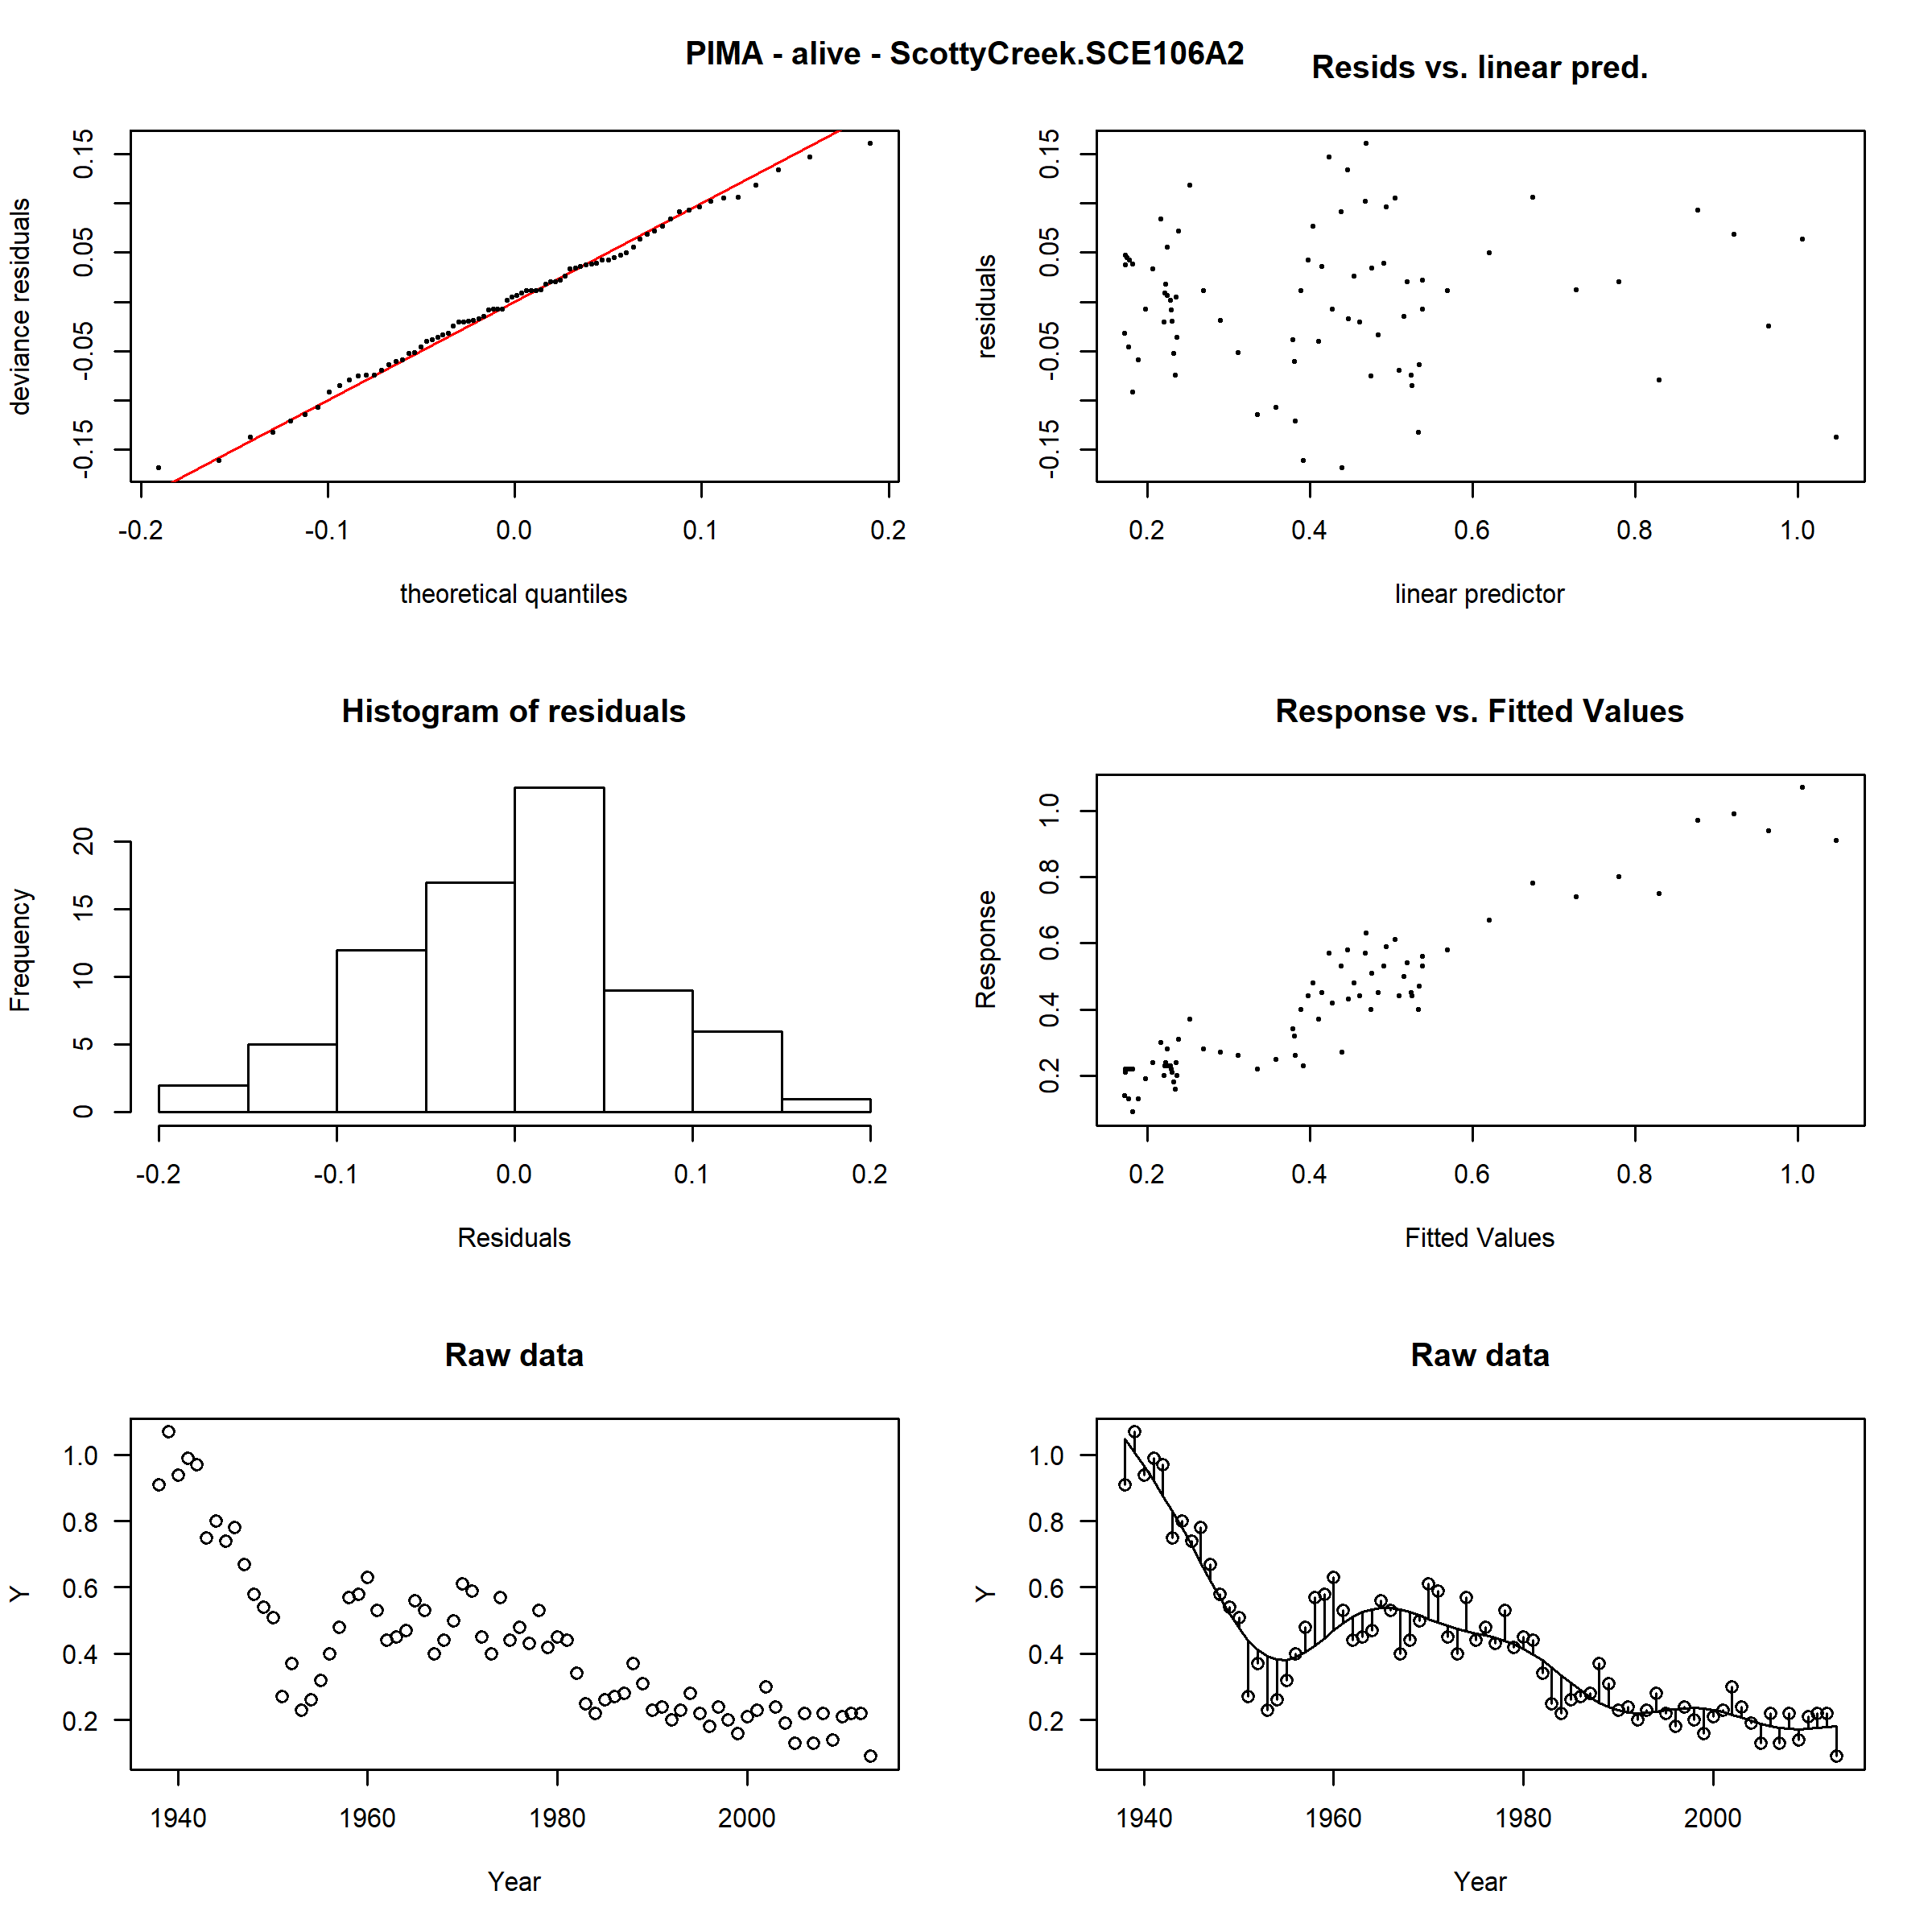 PIMA - alive - ScottyCreek.SCE106A2
Resids vs. linear pred.
deviance residuals
-0.15 -0.05 0.05 0.15
-0.2 -0.1 0.0 0.1 0.2
theoretical quantiles
residuals
-0.15 -0.05 0.05 0.15
0.2 0.4 0.6 0.8 1.0
linear predictor
Histogram of residuals
Frequency
0 5 10 15 20
-0.2 -0.1 0.0 0.1 0.2
Residuals
Response vs. Fitted Values
Response
0.2 0.4 0.6 0.8 1.0
0.2 0.4 0.6 0.8 1.0
Fitted Values
Raw data
Y
1.0
0.8
0.6
0.4
0.2
1940 1960 1980 2000
Year
Raw data
Y
1.0
0.8
0.6
0.4
0.2
1940 1960 1980 2000
Year